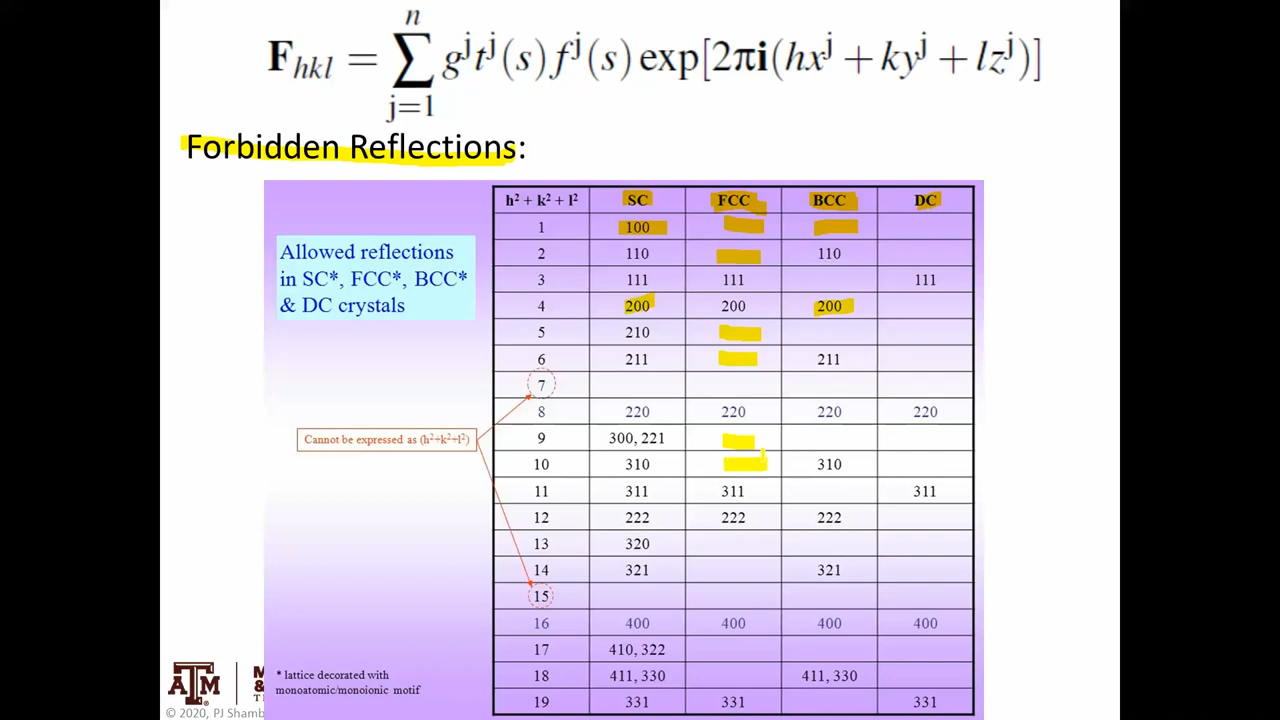 n
F_hkl = ∑ g^j t^j (s) f^j (s) exp[2πi(hx^j + ky^j + lz^j)]
j=1
Forbidden Reflections:
Allowed reflections
in SC*, FCC*, BCC*
& DC crystals
h² + k² + l² SC FCC BCC DC
1 100
2 110 110
3 111 111 111
4 200 200 200
5 210
6 211 211
7
8 220 220 220 220
9 300, 221
10 310 310
11 311 311 311
12 222 222 222
13 320
14 321 321
15
16 400 400 400 400
17 410, 322
18 411, 330 411, 330
19 331 331 331
Cannot be expressed as (h²+k²+l²)
* lattice decorated with
monoatomic/monoionic motif
ĀTM
M
&
T
© 2020, PJ Shamb